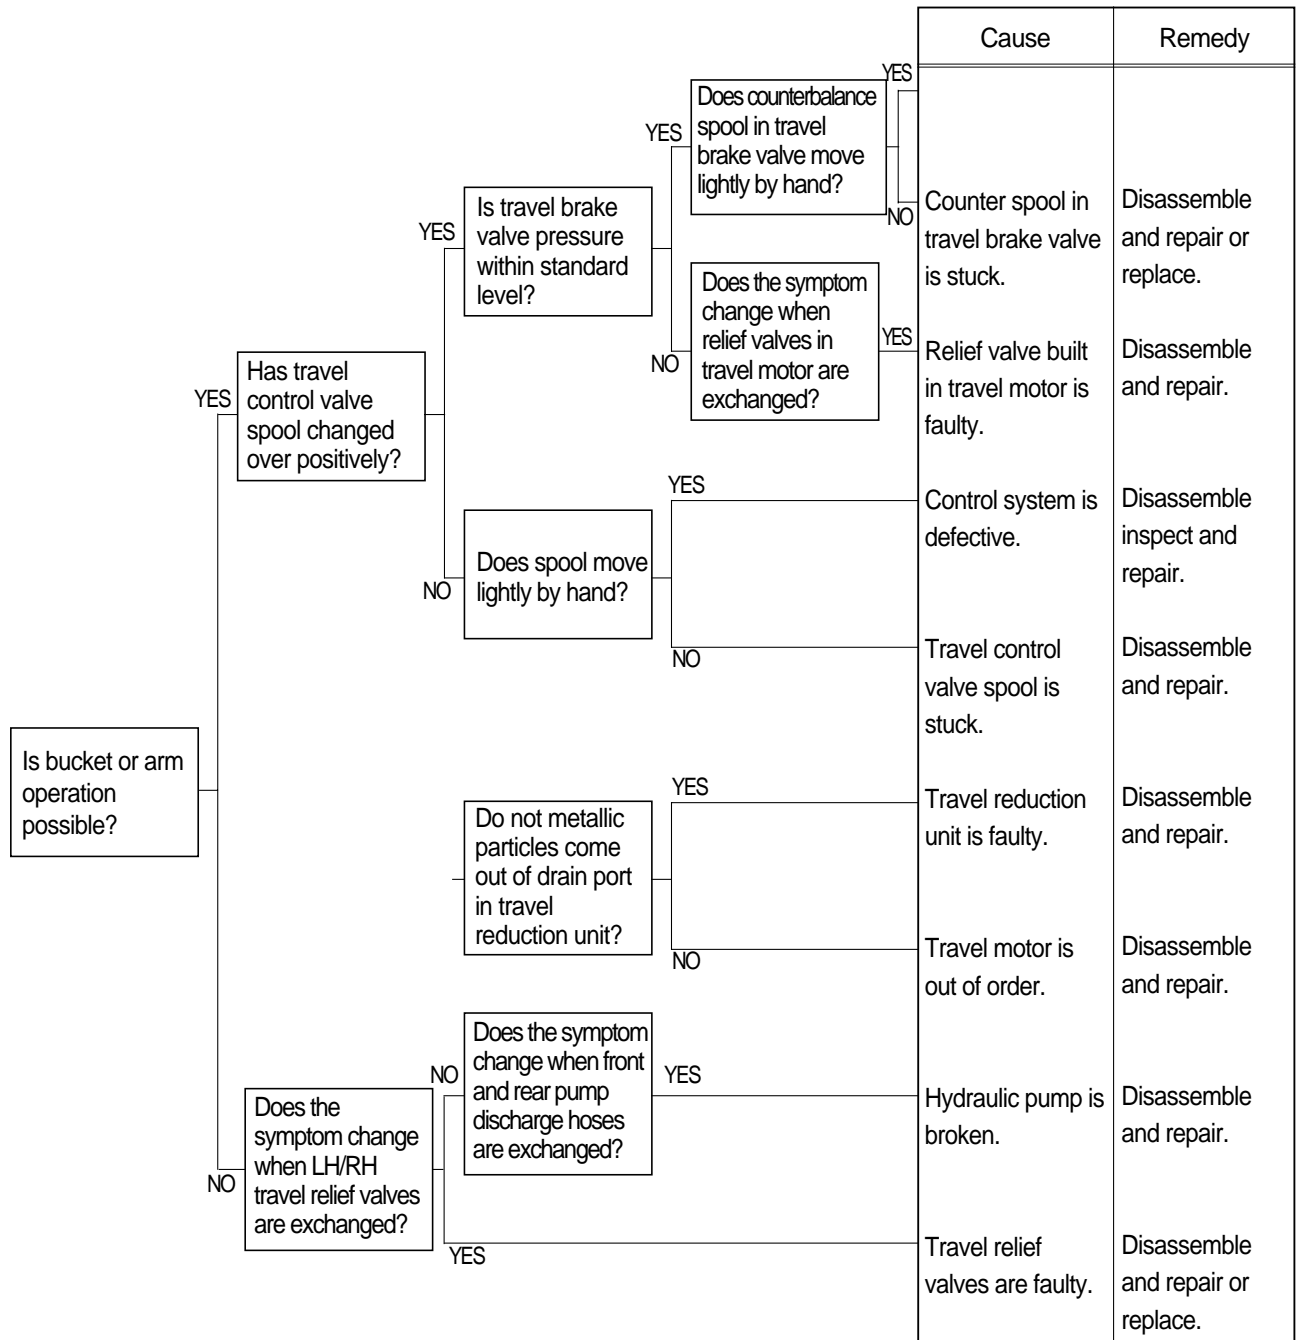 Cause
Remedy
YES
Does counterbalance
spool in travel
brake valve move
lightly by hand?
YES
NO
Counter spool in
travel brake valve
is stuck.
Disassemble
and repair or
replace.
Is travel brake
valve pressure
within standard
level?
YES
Does the symptom
change when
relief valves in
travel motor are
exchanged?
NO
YES
Relief valve built
in travel motor is
faulty.
Disassemble
and repair.
Has travel
control valve
spool changed
over positively?
YES
YES
Control system is
defective.
Disassemble
inspect and
repair.
Does spool move
lightly by hand?
NO
NO
Travel control
valve spool is
stuck.
Disassemble
and repair.
Is bucket or arm
operation
possible?
YES
Travel reduction
unit is faulty.
Disassemble
and repair.
Do not metallic
particles come
out of drain port
in travel
reduction unit?
NO
Travel motor is
out of order.
Disassemble
and repair.
Does the symptom
change when front
and rear pump
discharge hoses
are exchanged?
NO
YES
Hydraulic pump is
broken.
Disassemble
and repair.
Does the
symptom change
when LH/RH
travel relief valves
are exchanged?
NO
YES
Travel relief
valves are faulty.
Disassemble
and repair or
replace.